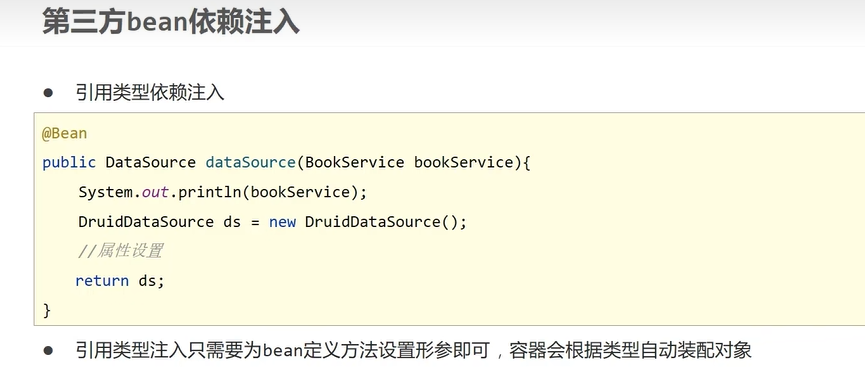 第三方bean依赖注入
● 引用类型依赖注入
@Bean
public DataSource dataSource(BookService bookService){
System.out.println(bookService);
DruidDataSource ds = new DruidDataSource();
//属性设置
return ds;
}
● 引用类型注入只需要为bean定义方法设置形参即可，容器会根据类型自动装配对象